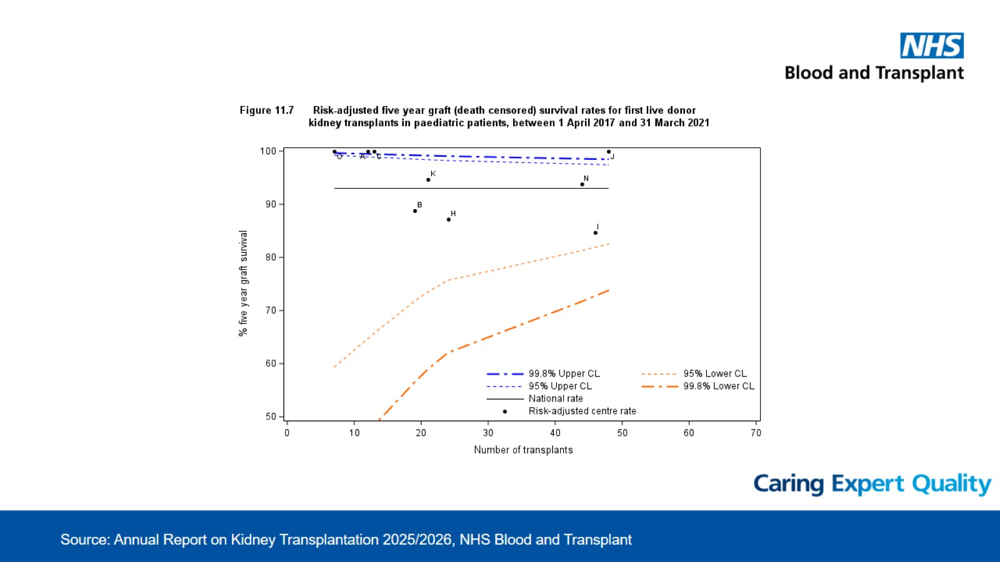 NHS
Blood and Transplant
Figure 11.7 Risk-adjusted five year graft (death censored) survival rates for first live donor
kidney transplants in paediatric patients, between 1 April 2017 and 31 March 2021
100
90
80
70
60
50
% five year graft survival
A
C
J
K
N
B
H
I
99.8% Upper CL
95% Lower CL
95% Upper CL
99.8% Lower CL
National rate
Risk-adjusted centre rate
0 10 20 30 40 50 60 70
Number of transplants
Caring Expert Quality
Source: Annual Report on Kidney Transplantation 2025/2026, NHS Blood and Transplant